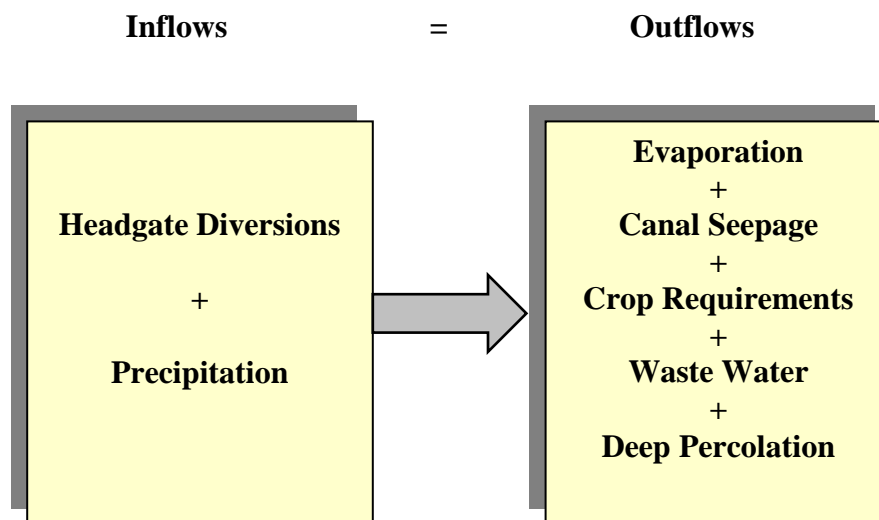 Inflows = Outflows
Headgate Diversions
+
Precipitation
Evaporation
+
Canal Seepage
+
Crop Requirements
+
Waste Water
+
Deep Percolation